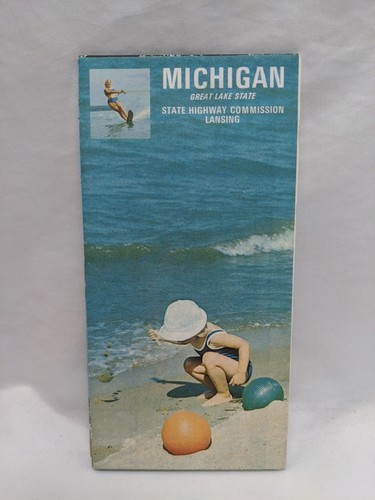 MICHIGAN
GREAT LAKE STATE
STATE HIGHWAY COMMISSION
LANSING